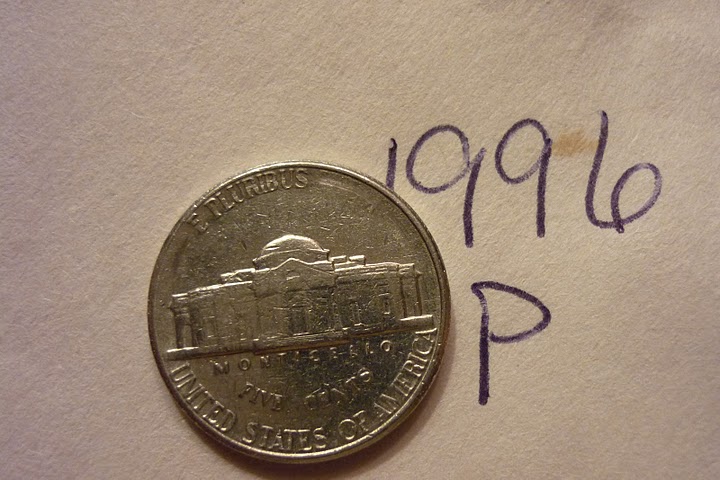 1996
P
E PLURIBUS
MONTICELLO
FIVE CENTS
UNITED STATES OF AMERICA